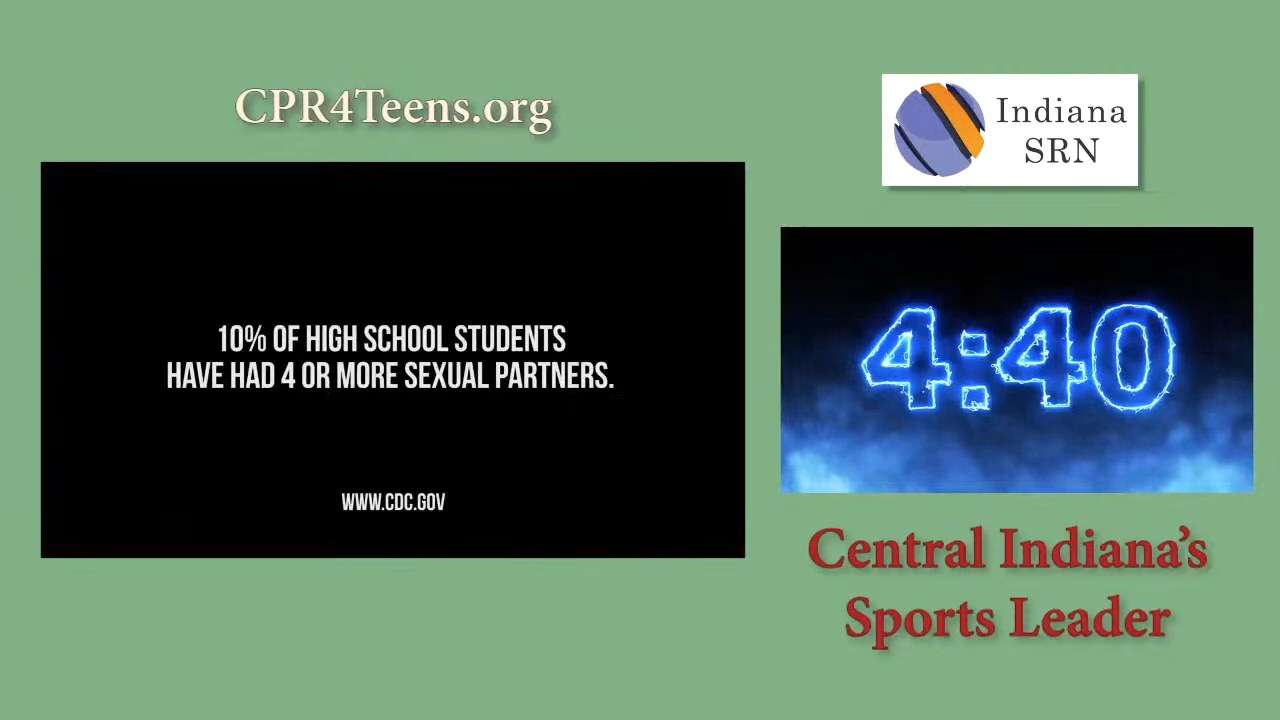 CPR4Teens.org
10% OF HIGH SCHOOL STUDENTS
HAVE HAD 4 OR MORE SEXUAL PARTNERS.
WWW.CDC.GOV
Indiana
SRN
4:40
Central Indiana's
Sports Leader